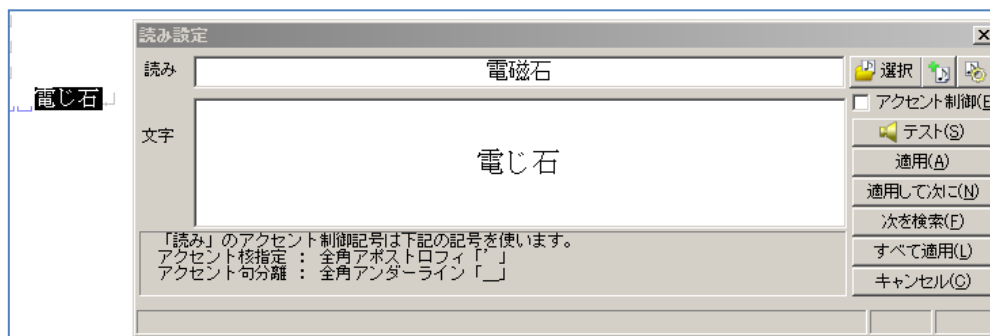 読み設定
読み 電磁石 選択
電じ石
アクセント制御(E
文字 電じ石
テスト(S)
適用(A)
適用して次に(N)
次を検索(F)
すべて適用(L)
キャンセル(C)
「読み」のアクセント制御記号は下記の記号を使います。
アクセント核指定 : 全角アポストロフィ「’」
アクセント句分離 : 全角アンダーライン「＿」